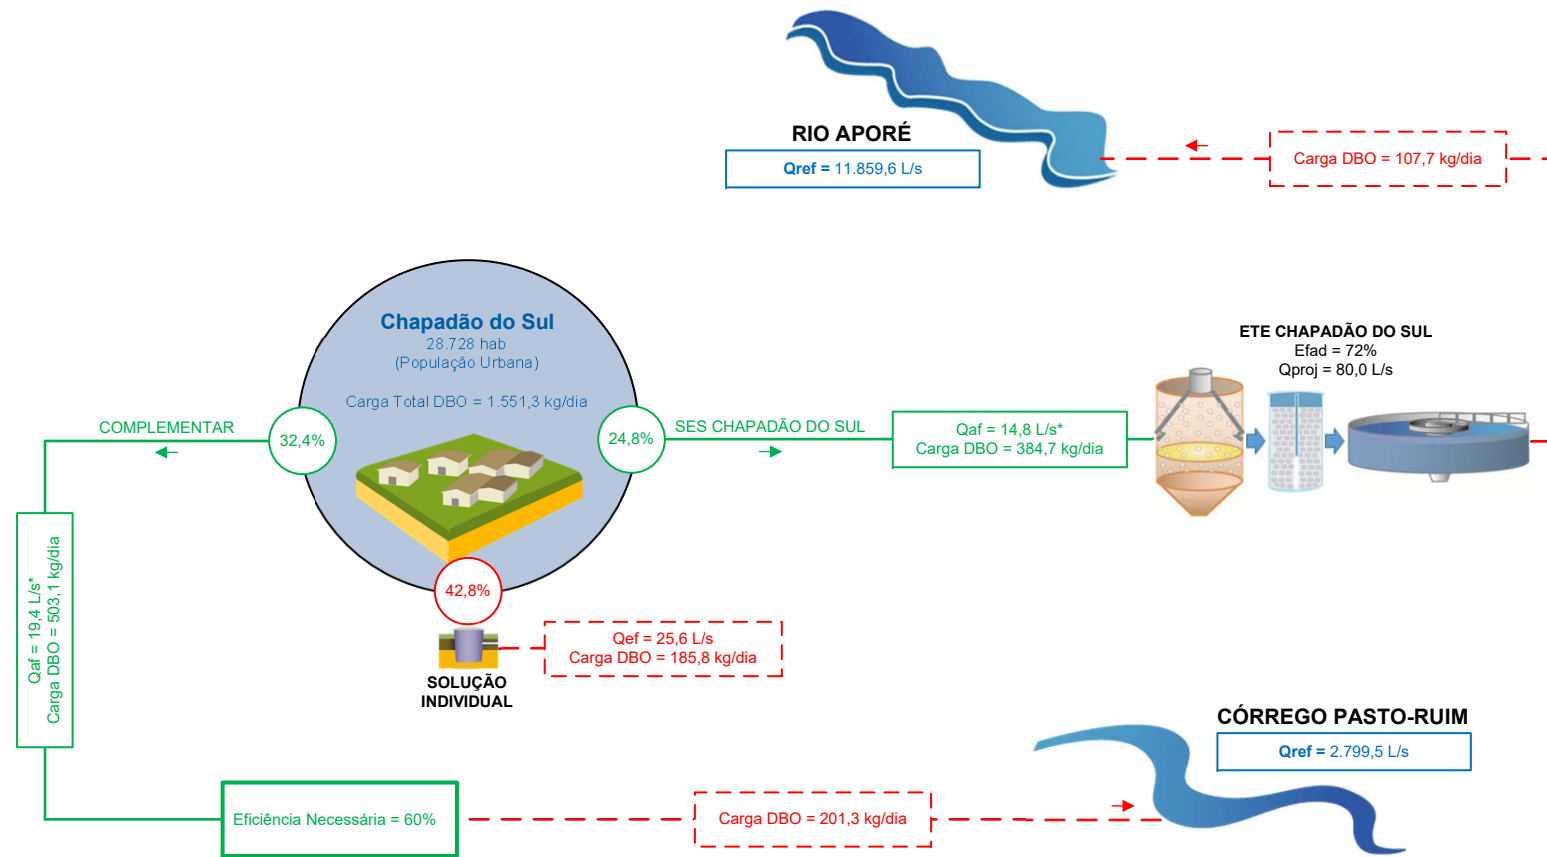 RIO APORÉ
Qref = 11.859,6 L/s
Carga DBO = 107,7 kg/dia
Chapadão do Sul
28.728 hab
(População Urbana)
Carga Total DBO = 1.551,3 kg/dia
ETE CHAPADÃO DO SUL
Efad = 72%
Qproj = 80,0 L/s
COMPLEMENTAR
32,4%
24,8%
SES CHAPADÃO DO SUL
Qaf = 14,8 L/s*
Carga DBO = 384,7 kg/dia
Qaf = 19,4 L/s*
Carga DBO = 503,1 kg/dia
42,8%
Qef = 25,6 L/s
Carga DBO = 185,8 kg/dia
SOLUÇÃO
INDIVIDUAL
CÓRREGO PASTO-RUIM
Qref = 2.799,5 L/s
Eficiência Necessária = 60%
Carga DBO = 201,3 kg/dia